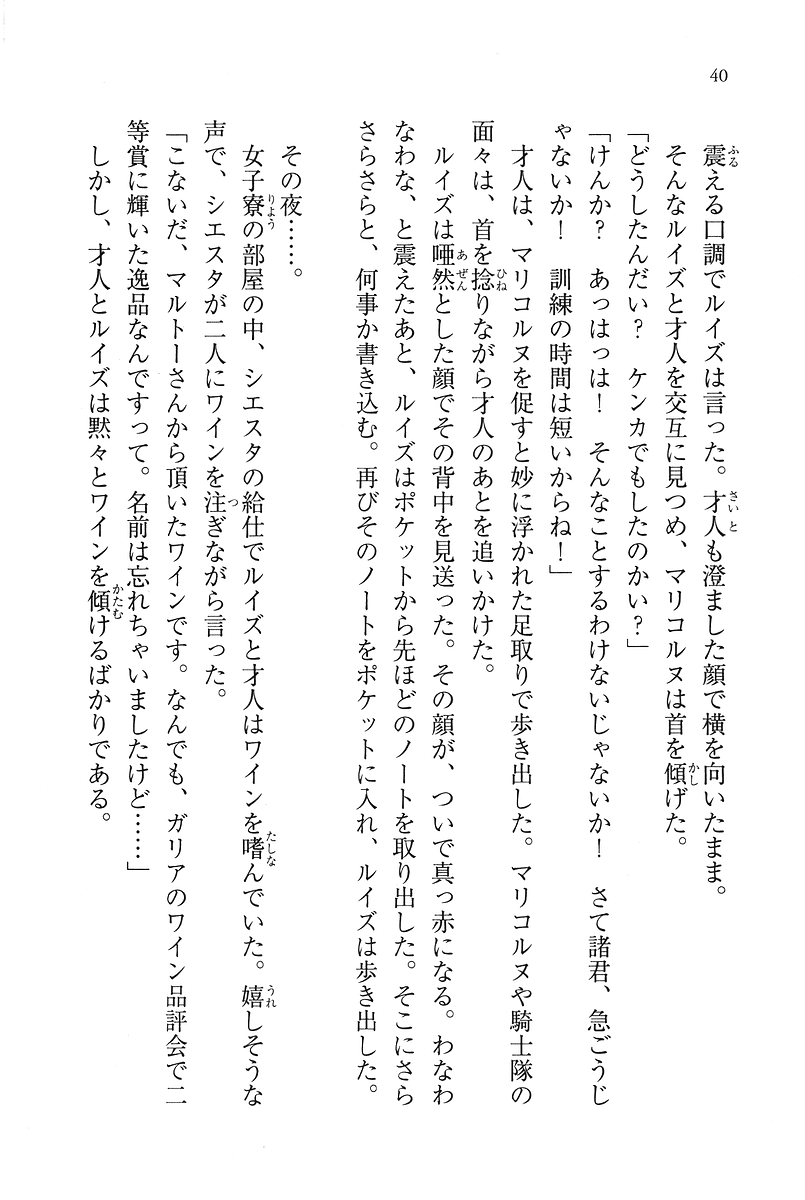 40
震える口調でルイズは言った。才人も澄ました顔で横を向いたまま。
そんなルイズと才人を交互に見つめ、マリコルヌは首を傾げた。
「どうしたんだい? ケンカでもしたのかい?」
「けんか? あっはっは! そんなことするわけないじゃないか! さて諸君、急ごうじ
ゃないか! 訓練の時間は短いからね!」
才人は、マリコルヌを促すと妙に浮かれた足取りで歩き出した。マリコルヌや騎士隊の
面々は、首を捻りながら才人のあとを追いかけた。
ルイズは唖然とした顔でその背中を見送った。その顔が、ついで真っ赤になる。わなわ
なわな、と震えたあと、ルイズはポケットから先ほどのノートを取り出した。そこにさら
さらさらと、何事か書き込む。再びそのノートをポケットに入れ、ルイズは歩き出した。
その夜……。
女子寮の部屋の中、シエスタの給仕でルイズと才人はワインを嗜んでいた。嬉しそうな
声で、シエスタが二人にワインを注ぎながら言った。
「こないだ、マルトーさんから頂いたワインです。なんでも、ガリアのワイン品評会で二
等賞に輝いた逸品なんですって。名前は忘れちゃいましたけど……」
しかし、才人とルイズは黙々とワインを傾けるばかりである。